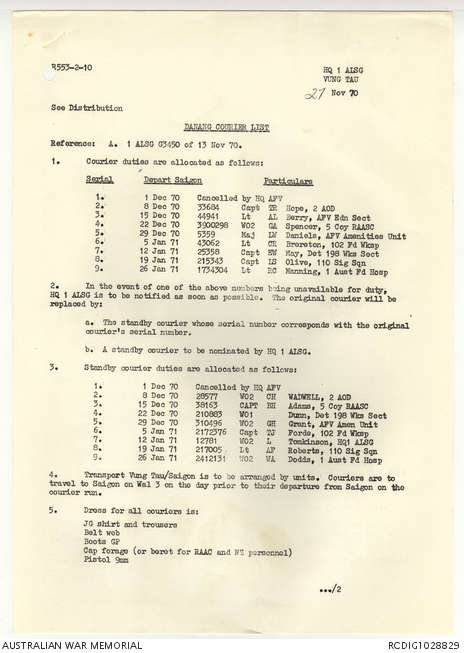 R553-2-10
HQ 1 ALSG
VUNG TAU
27 Nov 70
See Distribution
DANANG COURIER LIST
Reference: A. 1 ALSG G3450 of 13 Nov 70.
1. Courier duties are allocated as follows:
Serial Depart Saigon Particulars
1. 1 Dec 70 Cancelled by HQ AFV
2. 8 Dec 70 33684 Capt TR Hope, 2 AOD
3. 15 Dec 70 44941 Lt AL Berry, AFV Edn Sect
4. 22 Dec 70 3900298 WO2 GA Spencer, 5 Coy RAASC
5. 29 Dec 70 5359 Maj LW Daniels, AFV Amenities Unit
6. 5 Jan 71 43062 Lt CR Brereton, 102 Fd Wksp
7. 12 Jan 71 25358 Capt EW May, Det 198 Wks Sect
8. 19 Jan 71 215343 Capt LS Olive, 110 Sig Sqn
9. 26 Jan 71 1734304 Lt RC Manning, 1 Aust Fd Hosp
2. In the event of one of the above numbers being unavailable for duty,
HQ 1 ALSG is to be notified as soon as possible. The original courier will be
replaced by:
a. The standby courier whose serial number corresponds with the original
courier's serial number.
b. A standby courier to be nominated by HQ 1 ALSG.
3. Standby courier duties are allocated as follows:
1. 1 Dec 70 Cancelled by HQ AFV
2. 8 Dec 70 28577 WO2 CH WADWELL, 2 AOD
3. 15 Dec 70 38163 CAPT BH Adams, 5 Coy RAASC
4. 22 Dec 70 210883 WO1 Dunn, Det 198 Wks Sect
5. 29 Dec 70 310496 WO2 GH Grant, AFV Amen Unit
6. 5 Jan 71 2172376 Capt TJ Forde, 102 Fd Wksp
7. 12 Jan 71 12781 WO2 L Tomkinson, HQ1 ALSG
8. 19 Jan 71 217005 Lt AF Roberts, 110 Sig Sqn
9. 26 Jan 71 2412131 WO2 WA Dodds, 1 Aust Fd Hosp
4. Transport Vung Tau/Saigon is to be arranged by units. Couriers are to
travel to Saigon on Wal 3 on the day prior to their departure from Saigon on the
courier run.
5. Dress for all couriers is:
JG shirt and trousers
Belt web
Boots GP
Cap forage (or beret for RAAC and NZ personnel)
Pistol 9mm
.../2
AUSTRALIAN WAR MEMORIAL
RCDIG1028829